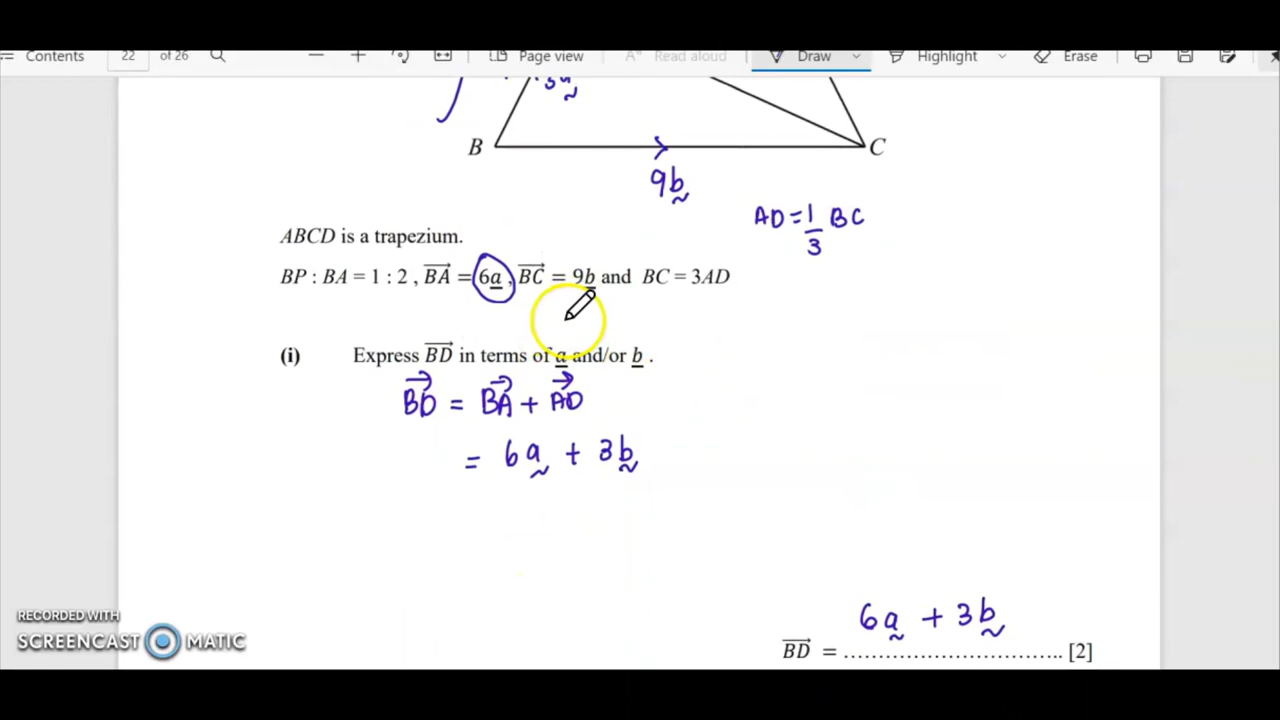 Contents 22 of 26 Page view Read aloud Draw Highlight Erase
3a
B C
9b
AD = 1/3 BC
ABCD is a trapezium.
BP : BA = 1 : 2 , BA = 6a , BC = 9b and BC = 3AD
(i) Express BD in terms of a and/or b .
BD = BA + AD
= 6a + 3b
6a + 3b
BD = ................................ [2]
RECORDED WITH
SCREENCAST MATIC